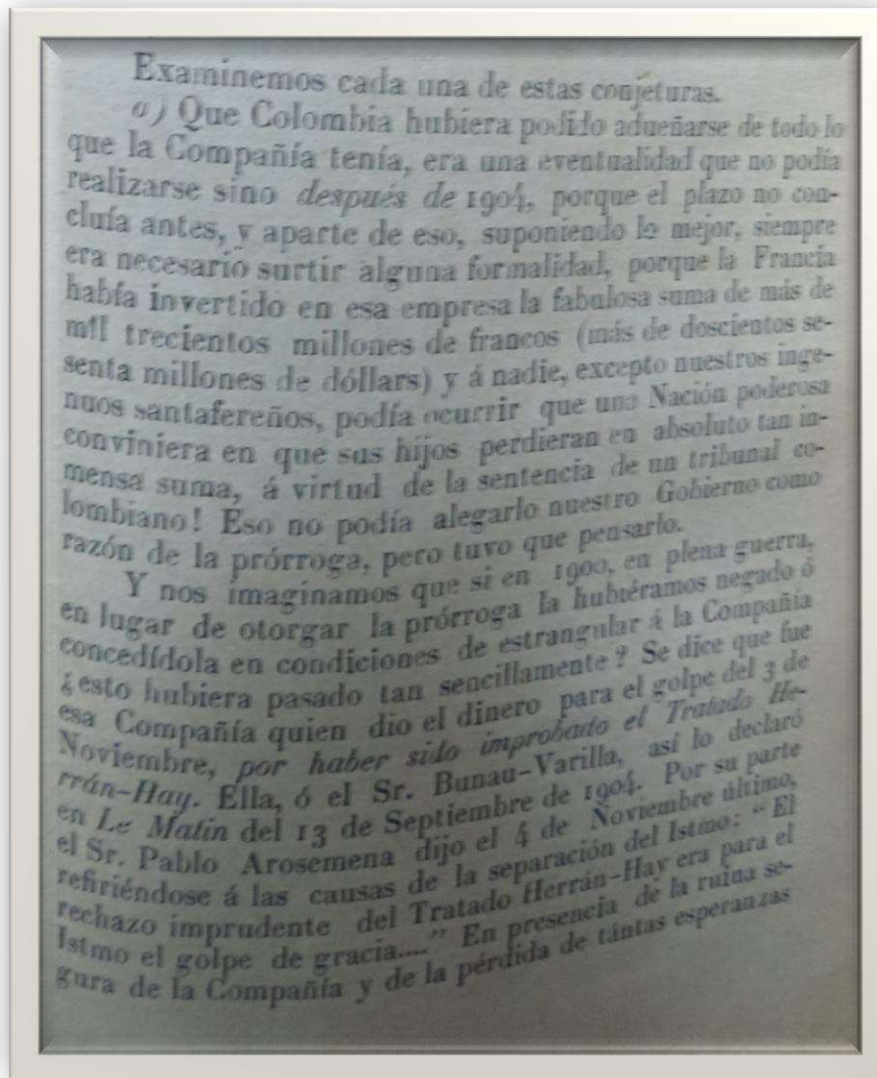 Examinemos cada una de estas conjeturas.
a) Que Colombia hubiera podido adueñarse de todo lo
que la Compañía tenía, era una eventualidad que no podía
realizarse sino después de 1904, porque el plazo no con-
cluía antes, y aparte de eso, suponiendo lo mejor, siempre
era necesario surtir alguna formalidad, porque la Francia
había invertido en esa empresa la fabulosa suma de más de
mil trecientos millones de francos (más de doscientos se-
senta millones de dóllars) y á nadie, excepto nuestros inge-
nuos santafereños, podía ocurrir que una Nación poderosa
conviniera en que sus hijos perdieran en absoluto tan in-
mensa suma, á virtud de la sentencia de un tribunal co-
lombiano! Eso no podía alegarlo nuestro Gobierno como
razón de la prórroga, pero tuvo que pensarlo.
Y nos imaginamos que si en 1900, en plena guerra,
en lugar de otorgar la prórroga la hubiéramos negado ó
concedídola en condiciones de estrangular á la Compañía
¿esto hubiera pasado tan sencillamente? Se dice que fue
esa Compañía quien dio el dinero para el golpe del 3 de
Noviembre, por haber sido improbado el Tratado He-
rrán-Hay. Ella, ó el Sr. Bunau-Varilla, así lo declaró
en Le Matin del 13 de Septiembre de 1904. Por su parte
el Sr. Pablo Arosemena dijo el 4 de Noviembre último,
refiriéndose á las causas de la separación del Istmo: "El
rechazo imprudente del Tratado Herrán-Hay era para el
Istmo el golpe de gracia...." En presencia de la ruina se-
gura de la Compañía y de la pérdida de tántas esperanzas